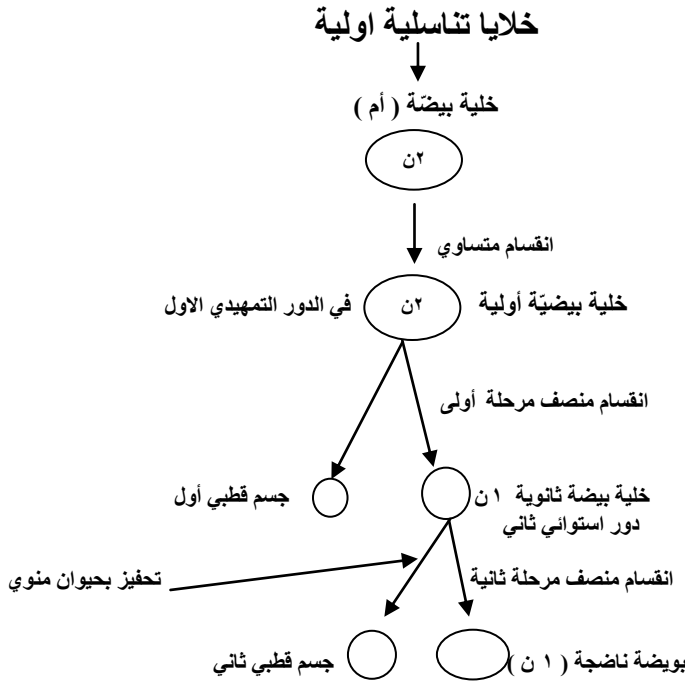 خلايا تناسلية اولية
خلية بيضّة ( أم )
٢ن
انقسام متساوي
خلية بيضيّة أولية
٢ن
في الدور التمهيدي الاول
انقسام منصف مرحلة أولى
خلية بيضة ثانوية ١ن
دور استوائي ثاني
جسم قطبي أول
انقسام منصف مرحلة ثانية
تحفيز بحيوان منوي
بويضة ناضجة ( ١ ن )
جسم قطبي ثاني